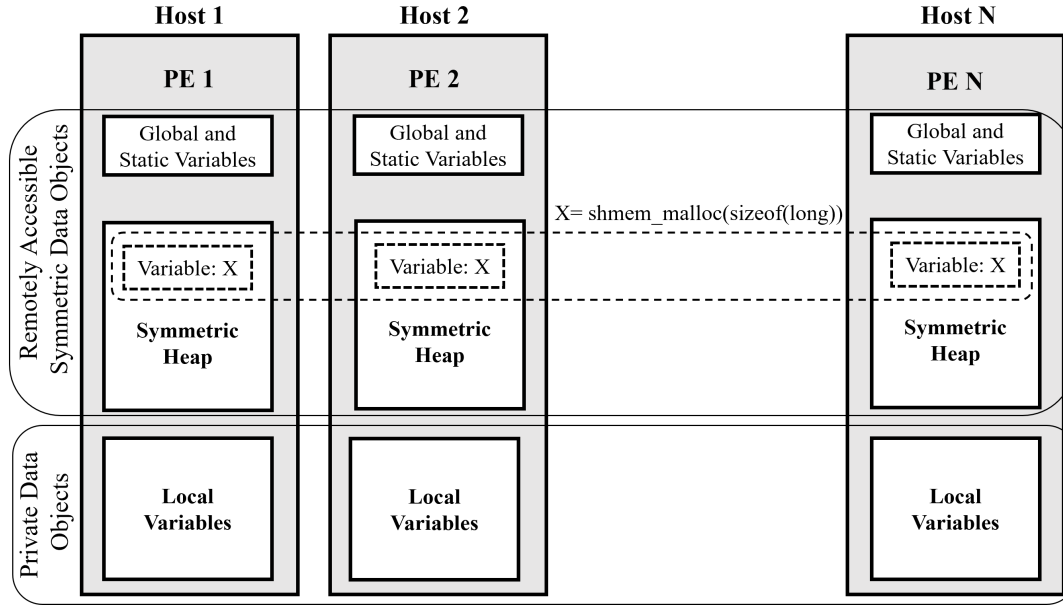 Host 1
Host 2
Host N
PE 1
PE 2
PE N
Remotely Accessible
Symmetric Data Objects
Global and
Static Variables
Global and
Static Variables
Global and
Static Variables
X= shmem_malloc(sizeof(long))
Variable: X
Variable: X
Variable: X
Symmetric
Heap
Symmetric
Heap
Symmetric
Heap
Private Data
Objects
Local
Variables
Local
Variables
Local
Variables